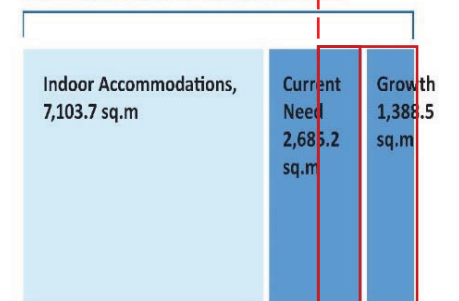 Indoor Accommodations,
7,103.7 sq.m
Current
Need
2,685.2
sq.m
Growth
1,388.5
sq.m